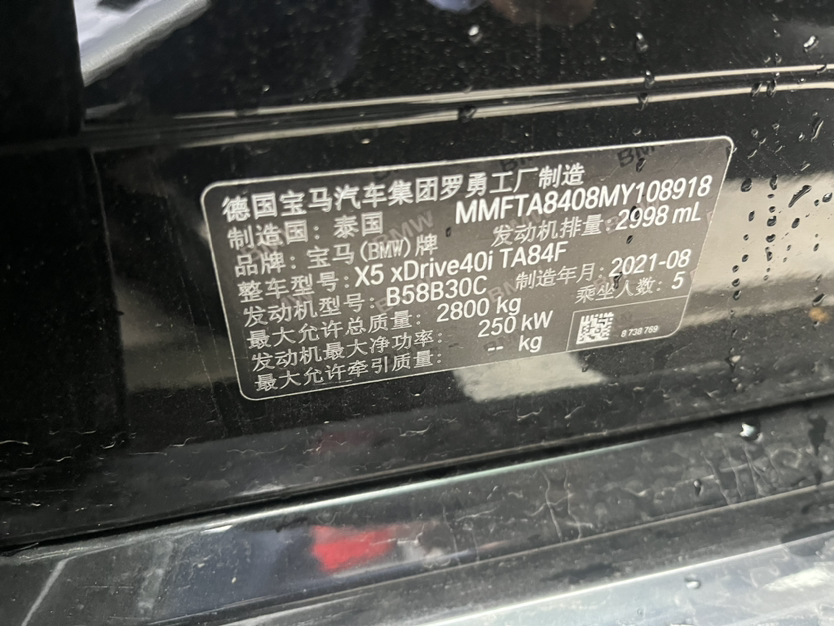 德国宝马汽车集团罗勇工厂制造
制造国：泰国 MMFTA8408MY108918
品牌：宝马(BMW)牌 发动机排量：2998 mL
整车型号：X5 xDrive40i TA84F
发动机型号：B58B30C 制造年月：2021-08
最大允许总质量：2800 kg 乘坐人数：5
发动机最大净功率：250 kW
最大允许牵引质量：-- kg
8 738 769